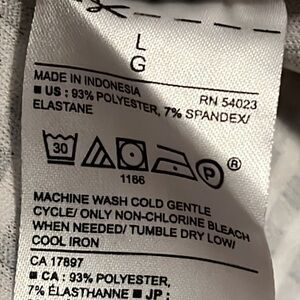 L
G
MADE IN INDONESIA RN 54023
■ US : 93% POLYESTER, 7% SPANDEX/
ELASTANE
30 P ®
1166
MACHINE WASH COLD GENTLE
CYCLE/ ONLY NON-CHLORINE BLEACH
WHEN NEEDED/ TUMBLE DRY LOW/
COOL IRON
CA 17897
■ CA : 93% POLYESTER,
7% ÉLASTHANNE ■ JP :